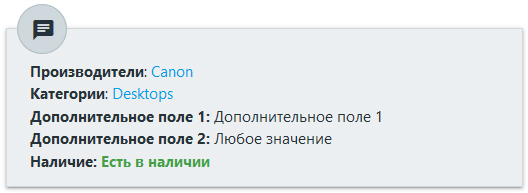 Производители: Canon
Категории: Desktops
Дополнительное поле 1: Дополнительное поле 1
Дополнительное поле 2: Любое значение
Наличие: Есть в наличии